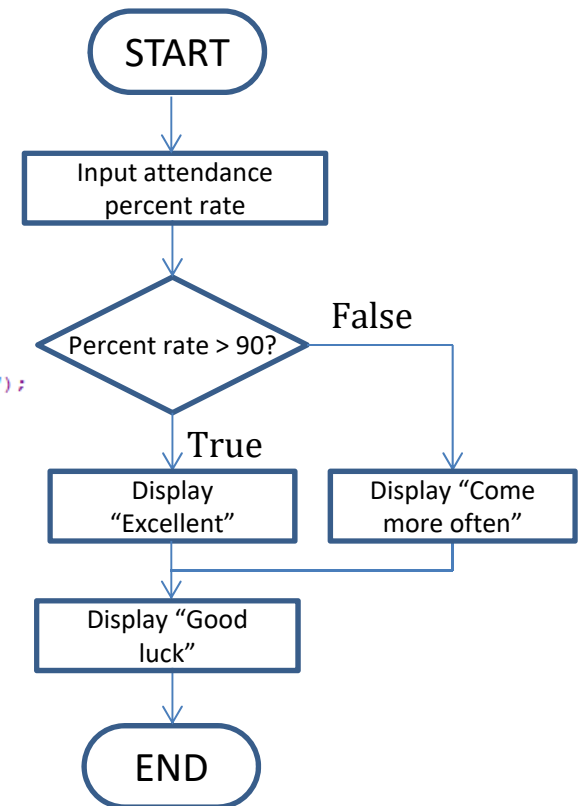 START
Input attendance
percent rate
Percent rate > 90?
False
);
True
Display
“Excellent”
Display “Come
more often”
Display “Good
luck”
END